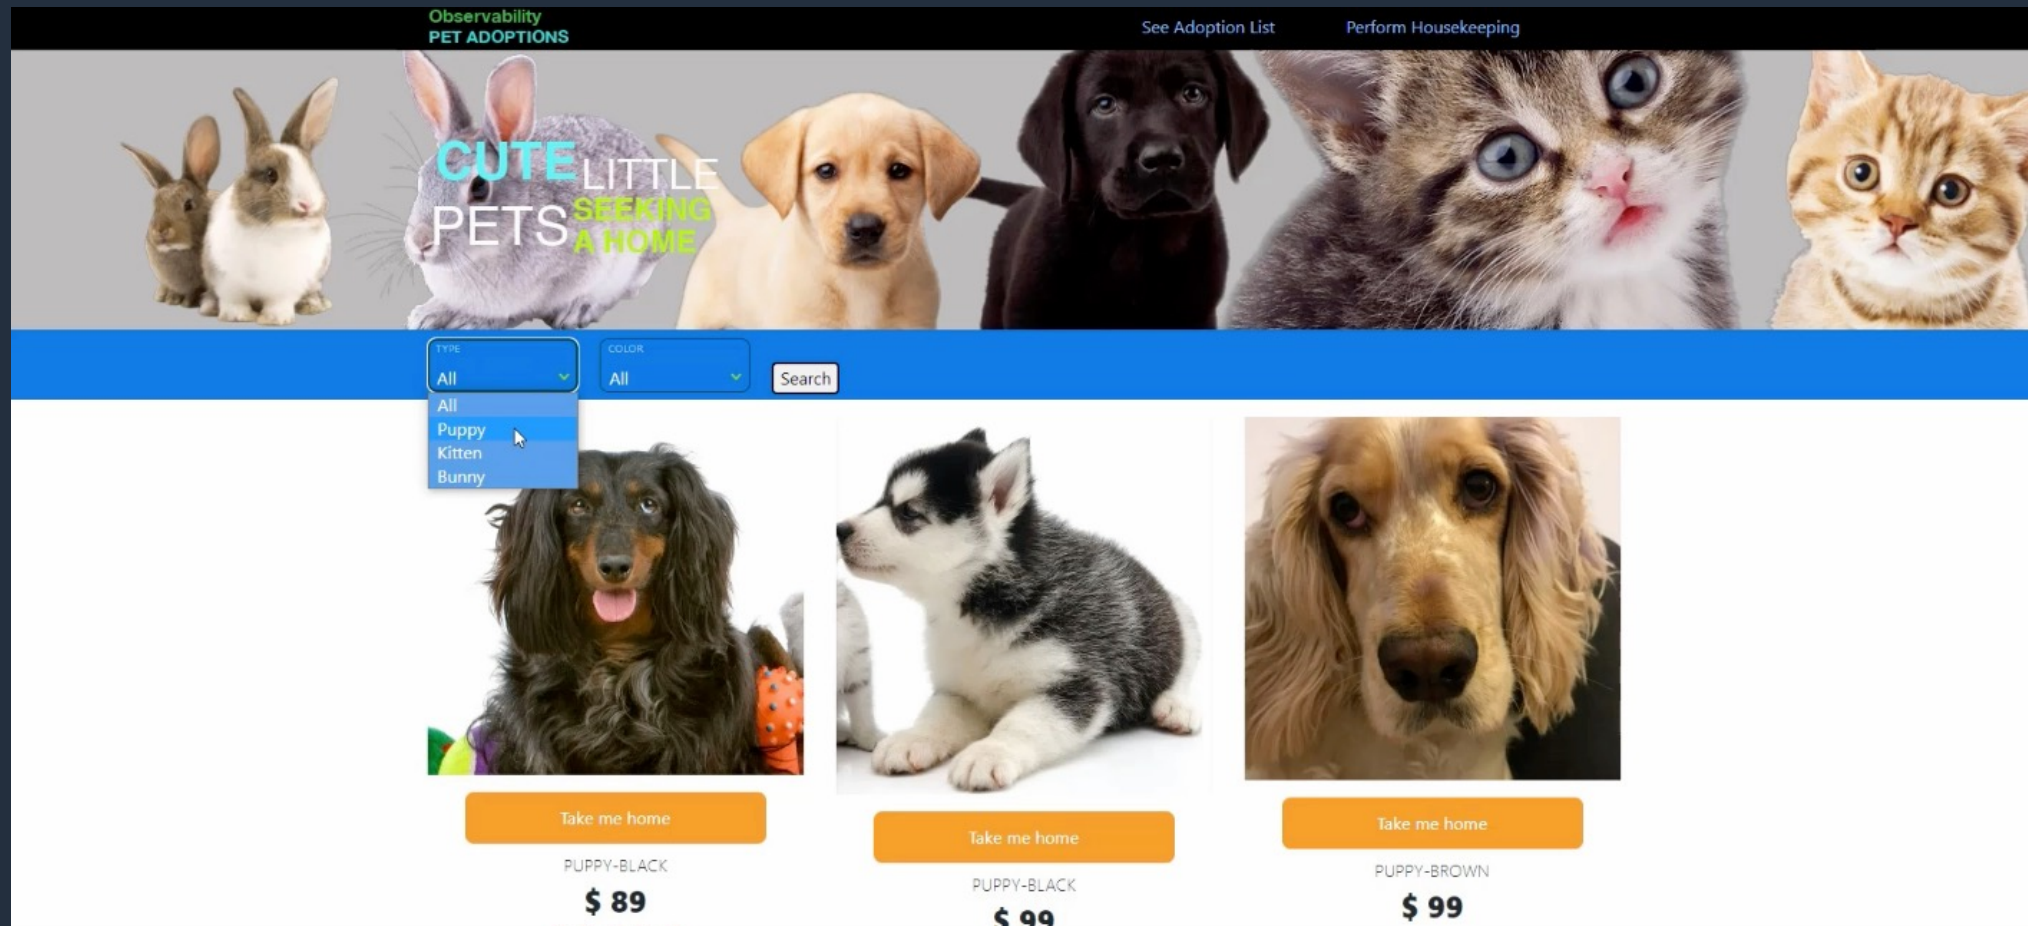 Observability
PET ADOPTIONS
See Adoption List
Perform Housekeeping
CUTE LITTLE
PETS SEEKING
A HOME
TYPE
All
COLOR
All
Search
All
Puppy
Kitten
Bunny
Take me home
Take me home
Take me home
PUPPY-BLACK
PUPPY-BLACK
PUPPY-BROWN
$ 89
$ 99
$ 99